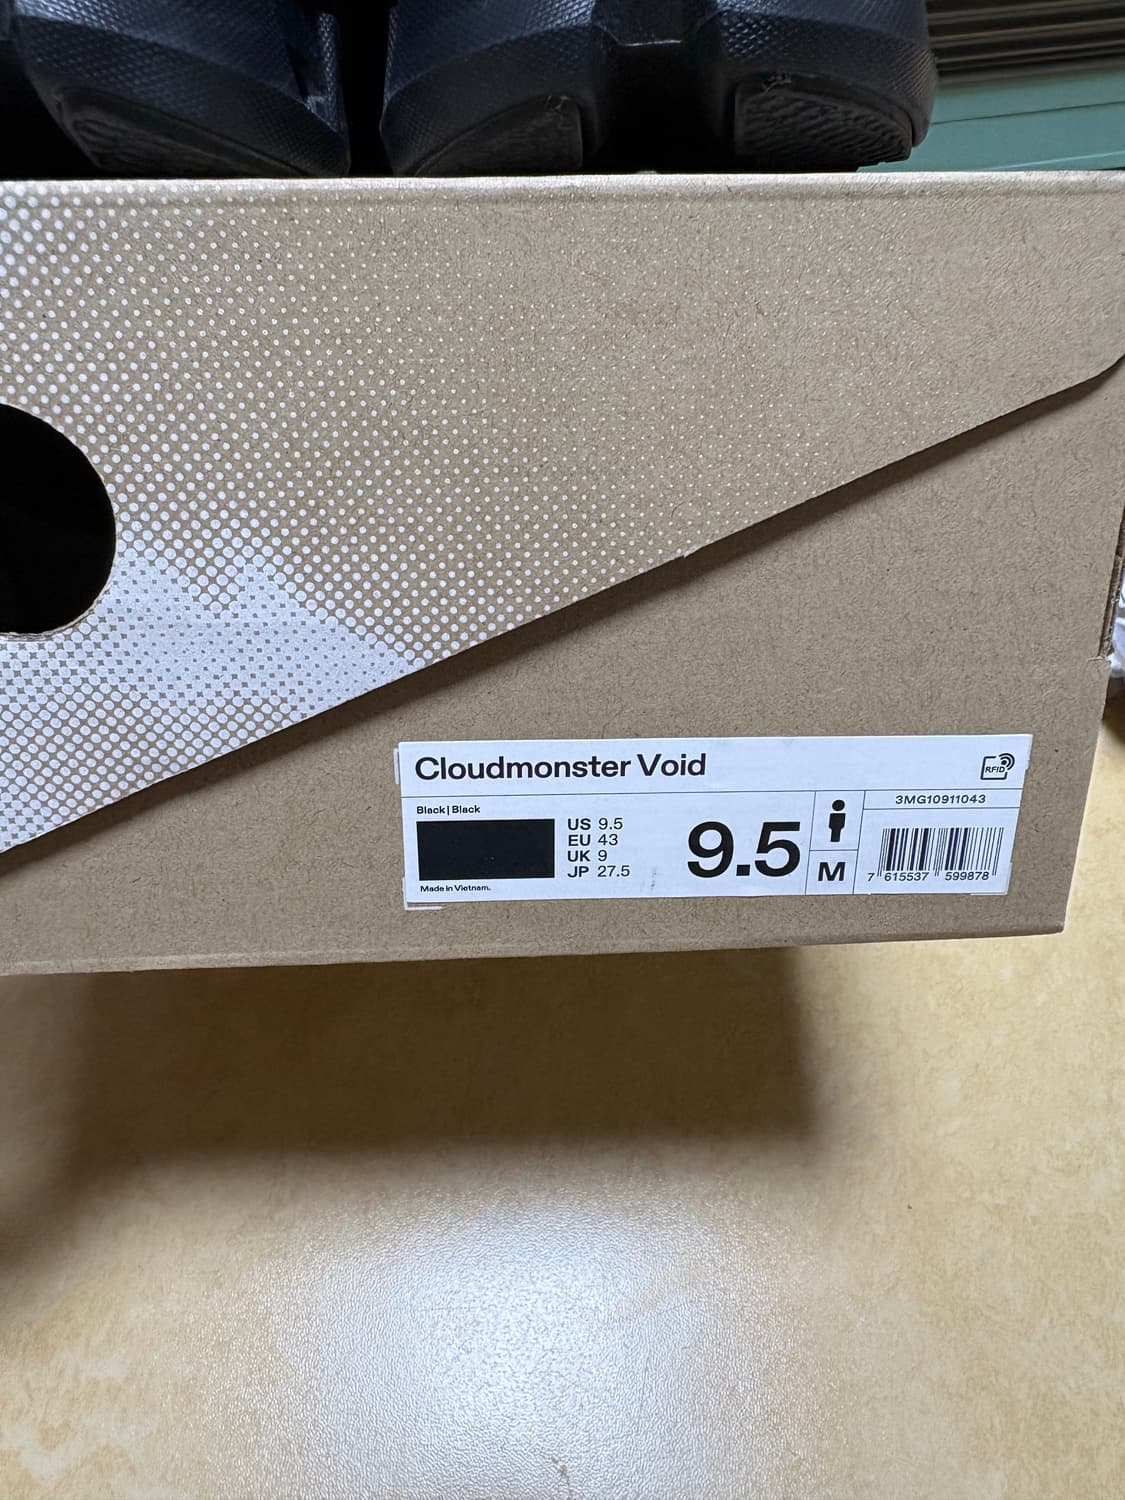 Cloudmonster Void
RFID
Black | Black
US 9.5
EU 43
UK 9
JP 27.5
Made in Vietnam.
9.5
M
3MG10911043
7 615537 599878